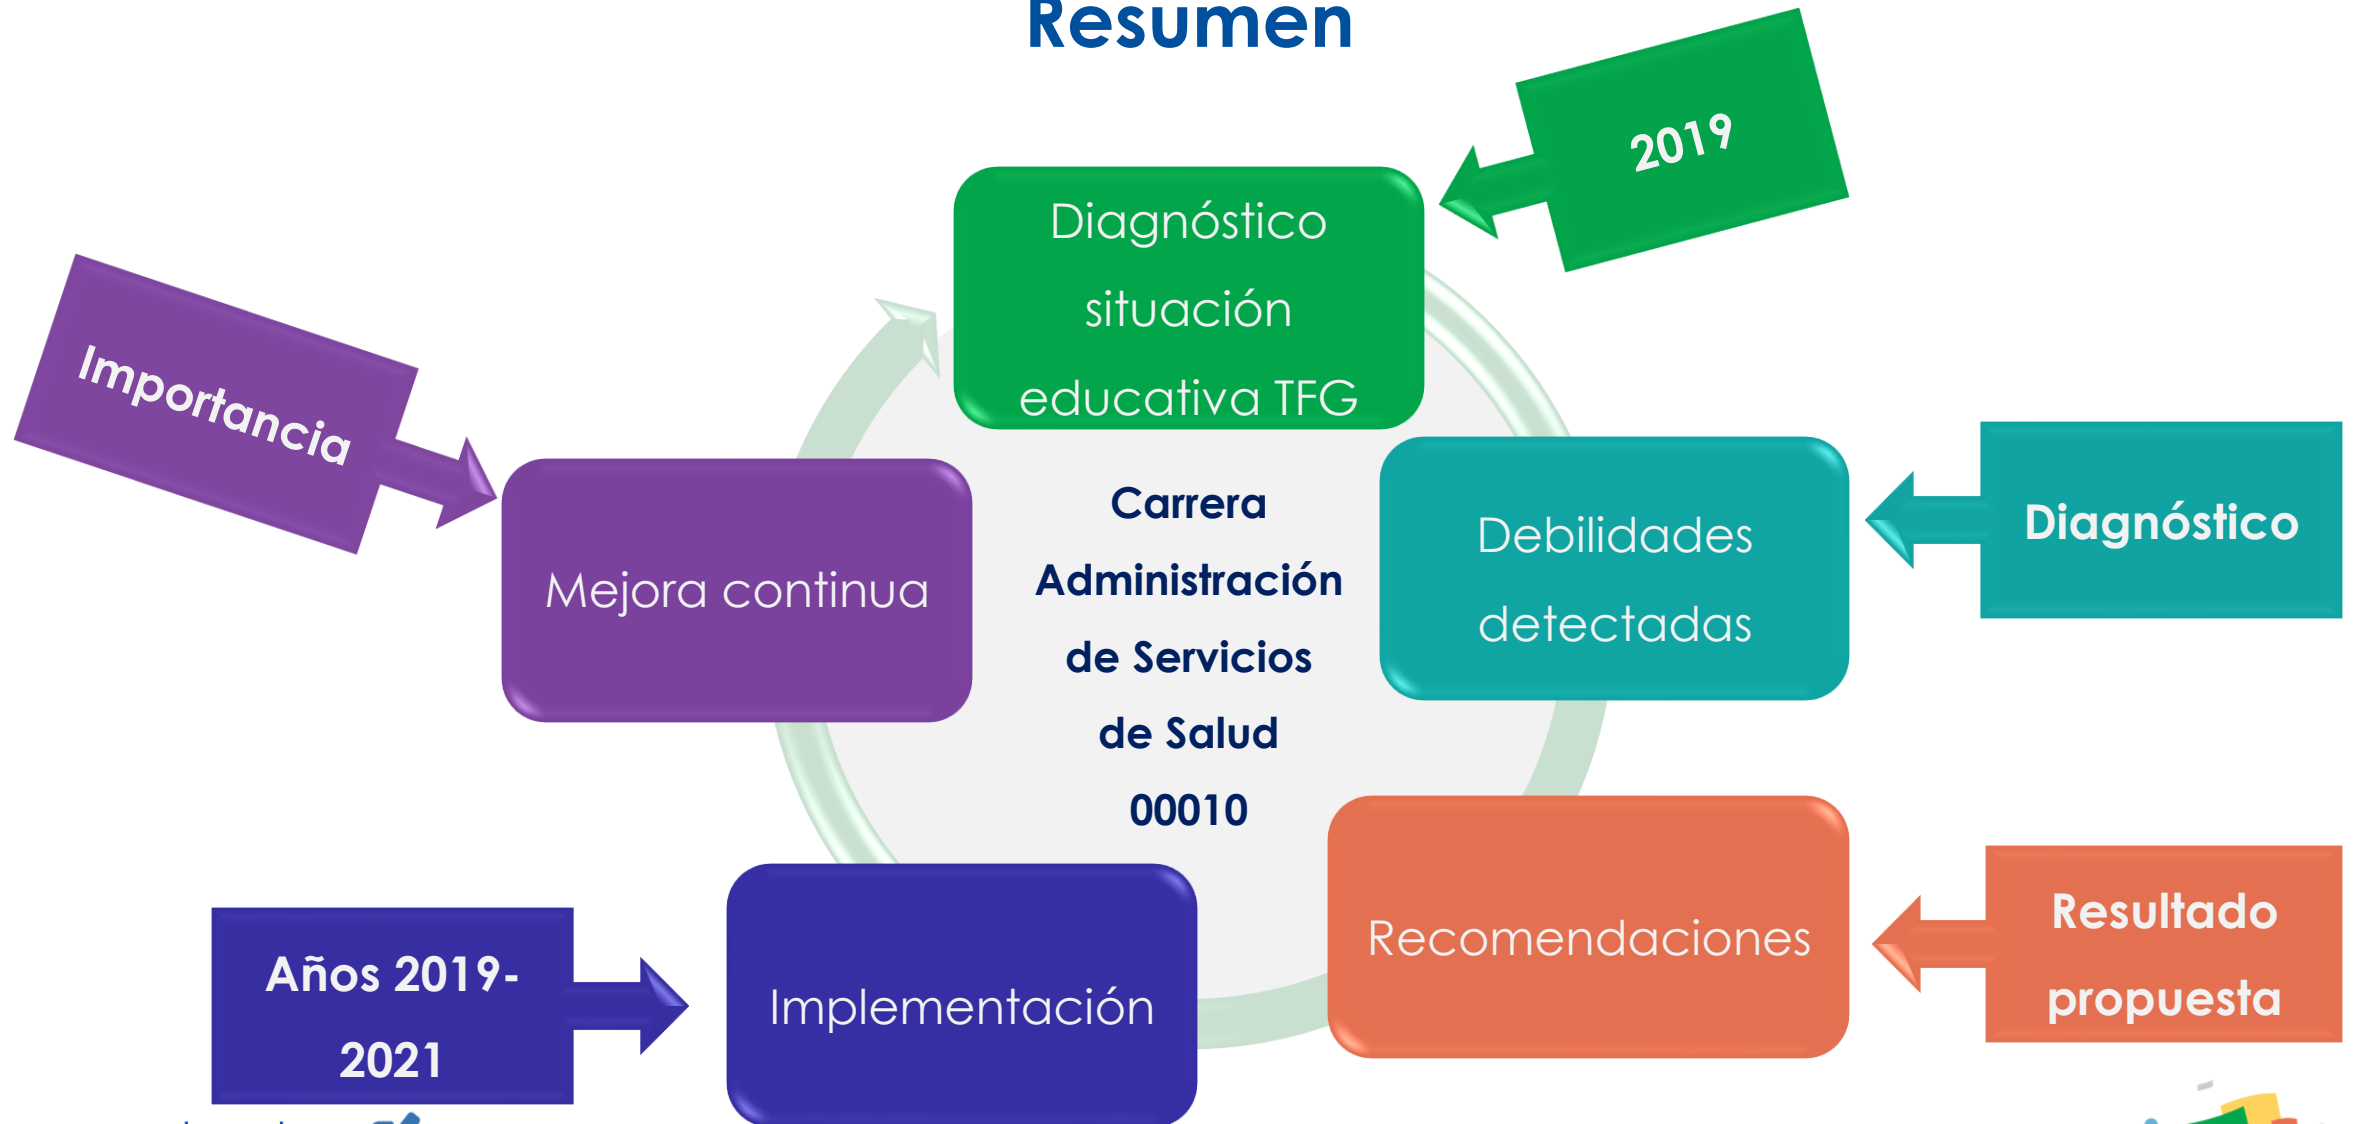 Resumen
2019
Diagnóstico
situación
educativa TFG
Importancia
Mejora continua
Carrera
Administración
de Servicios
de Salud
00010
Debilidades
detectadas
Diagnóstico
Recomendaciones
Resultado
propuesta
Implementación
Años 2019-
2021